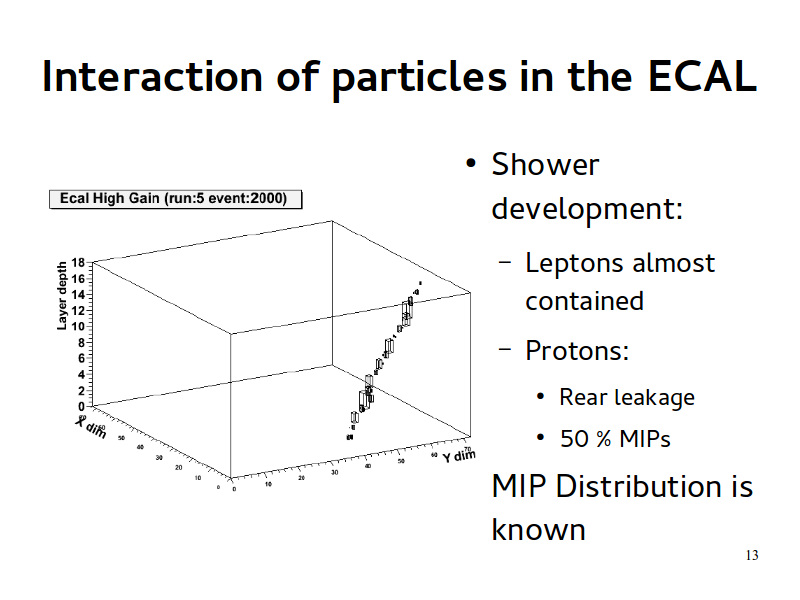 Interaction of particles in the ECAL
Ecal High Gain (run:5 event:2000)
Layer depth
18
16
14
12
10
8
6
4
2
0
X dim
60
50
40
30
20
10
0
0
10
20
30
40
50
60
70
Y dim
• Shower
development:
– Leptons almost
contained
– Protons:
• Rear leakage
• 50 % MIPs
MIP Distribution is
known
13